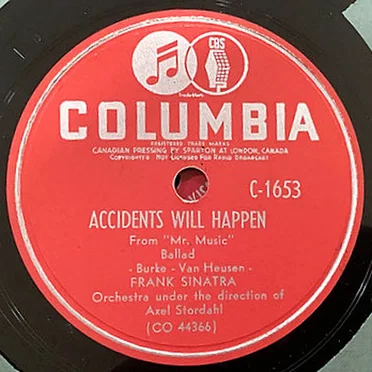 CBS
Trade-Mark
COLUMBIA
REGISTERED TRADE MARKS
CANADIAN PRESSING BY SPARTON AT LONDON, CANADA
COPYRIGHTS NOT LICENSED FOR RADIO BROADCAST
C-1653
ACCIDENTS WILL HAPPEN
From "Mr. Music"
Ballad
- Burke - Van Heusen -
FRANK SINATRA
Orchestra under the direction of
Axel Stordahl
(CO 44366)